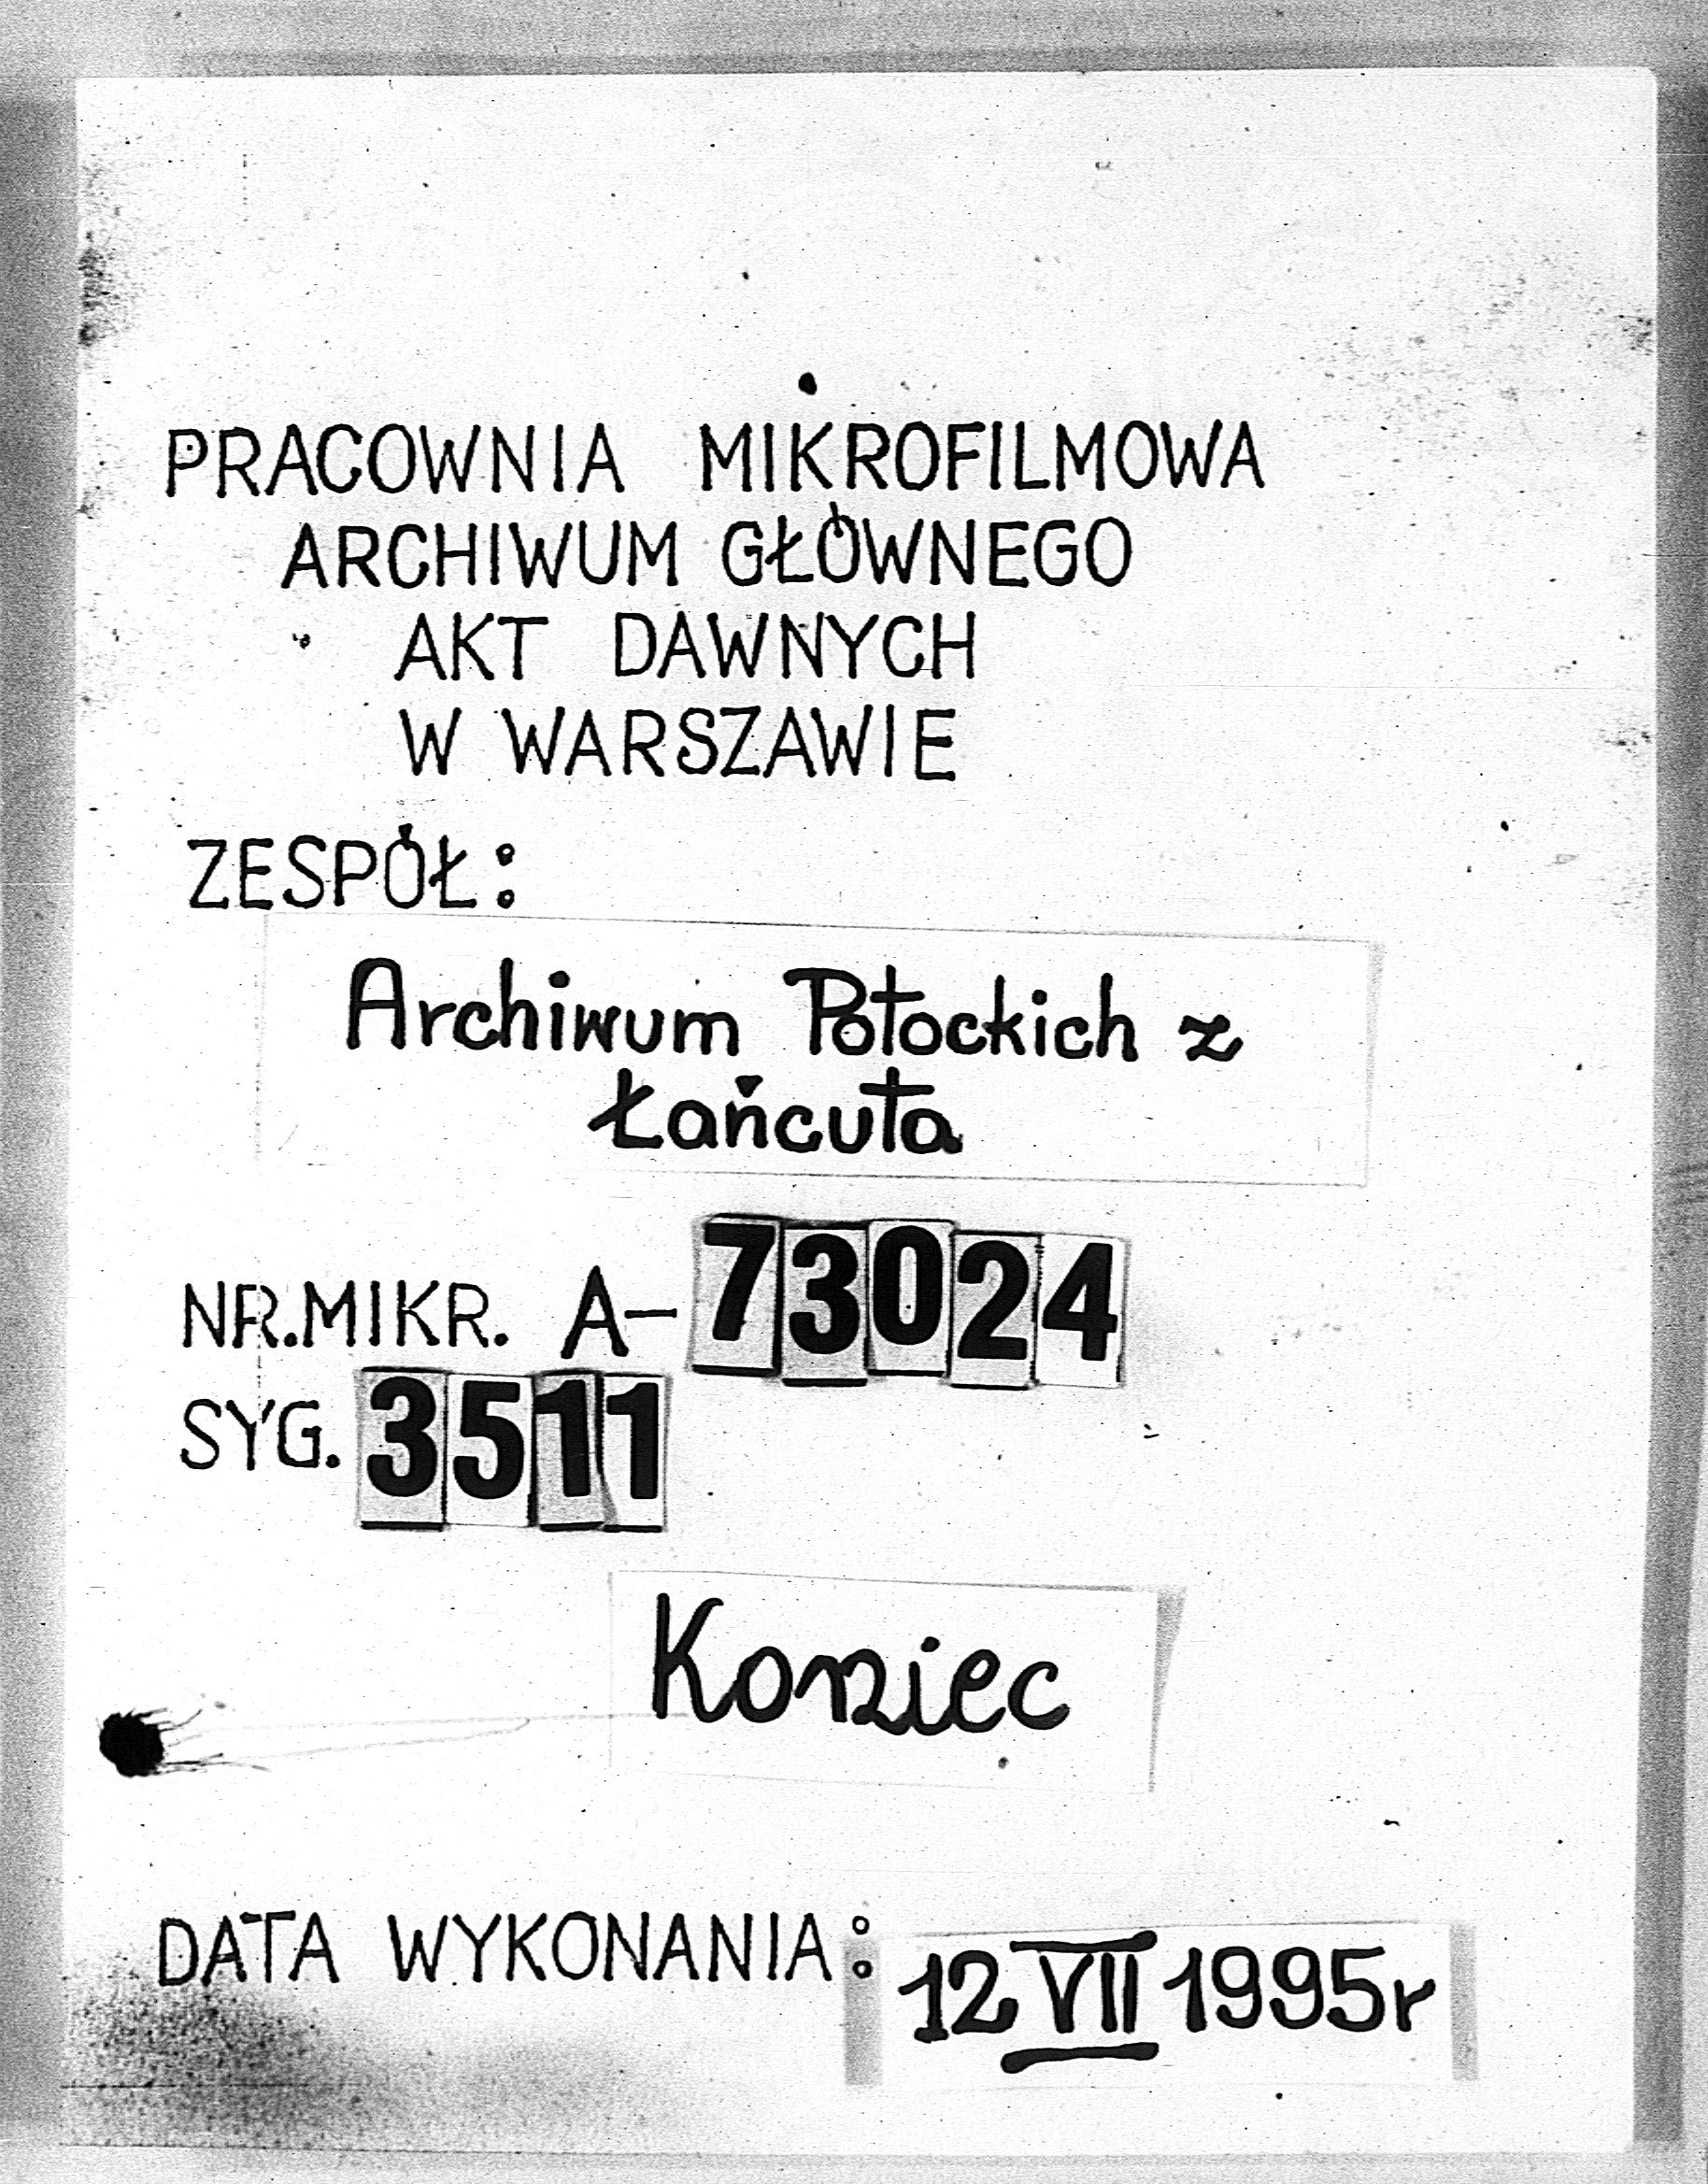 PRACOWNIA MIKROFILMOWA
ARCHIWUM GŁÓWNEGO
AKT DAWNYCH
W WARSZAWIE
ZESPÓŁ:
Archiwum Potockich z
Łańcuta
NR.MIKR. A-73024
SYG. 3511
Koniec
DATA WYKONANIA: 12 VII 1995r